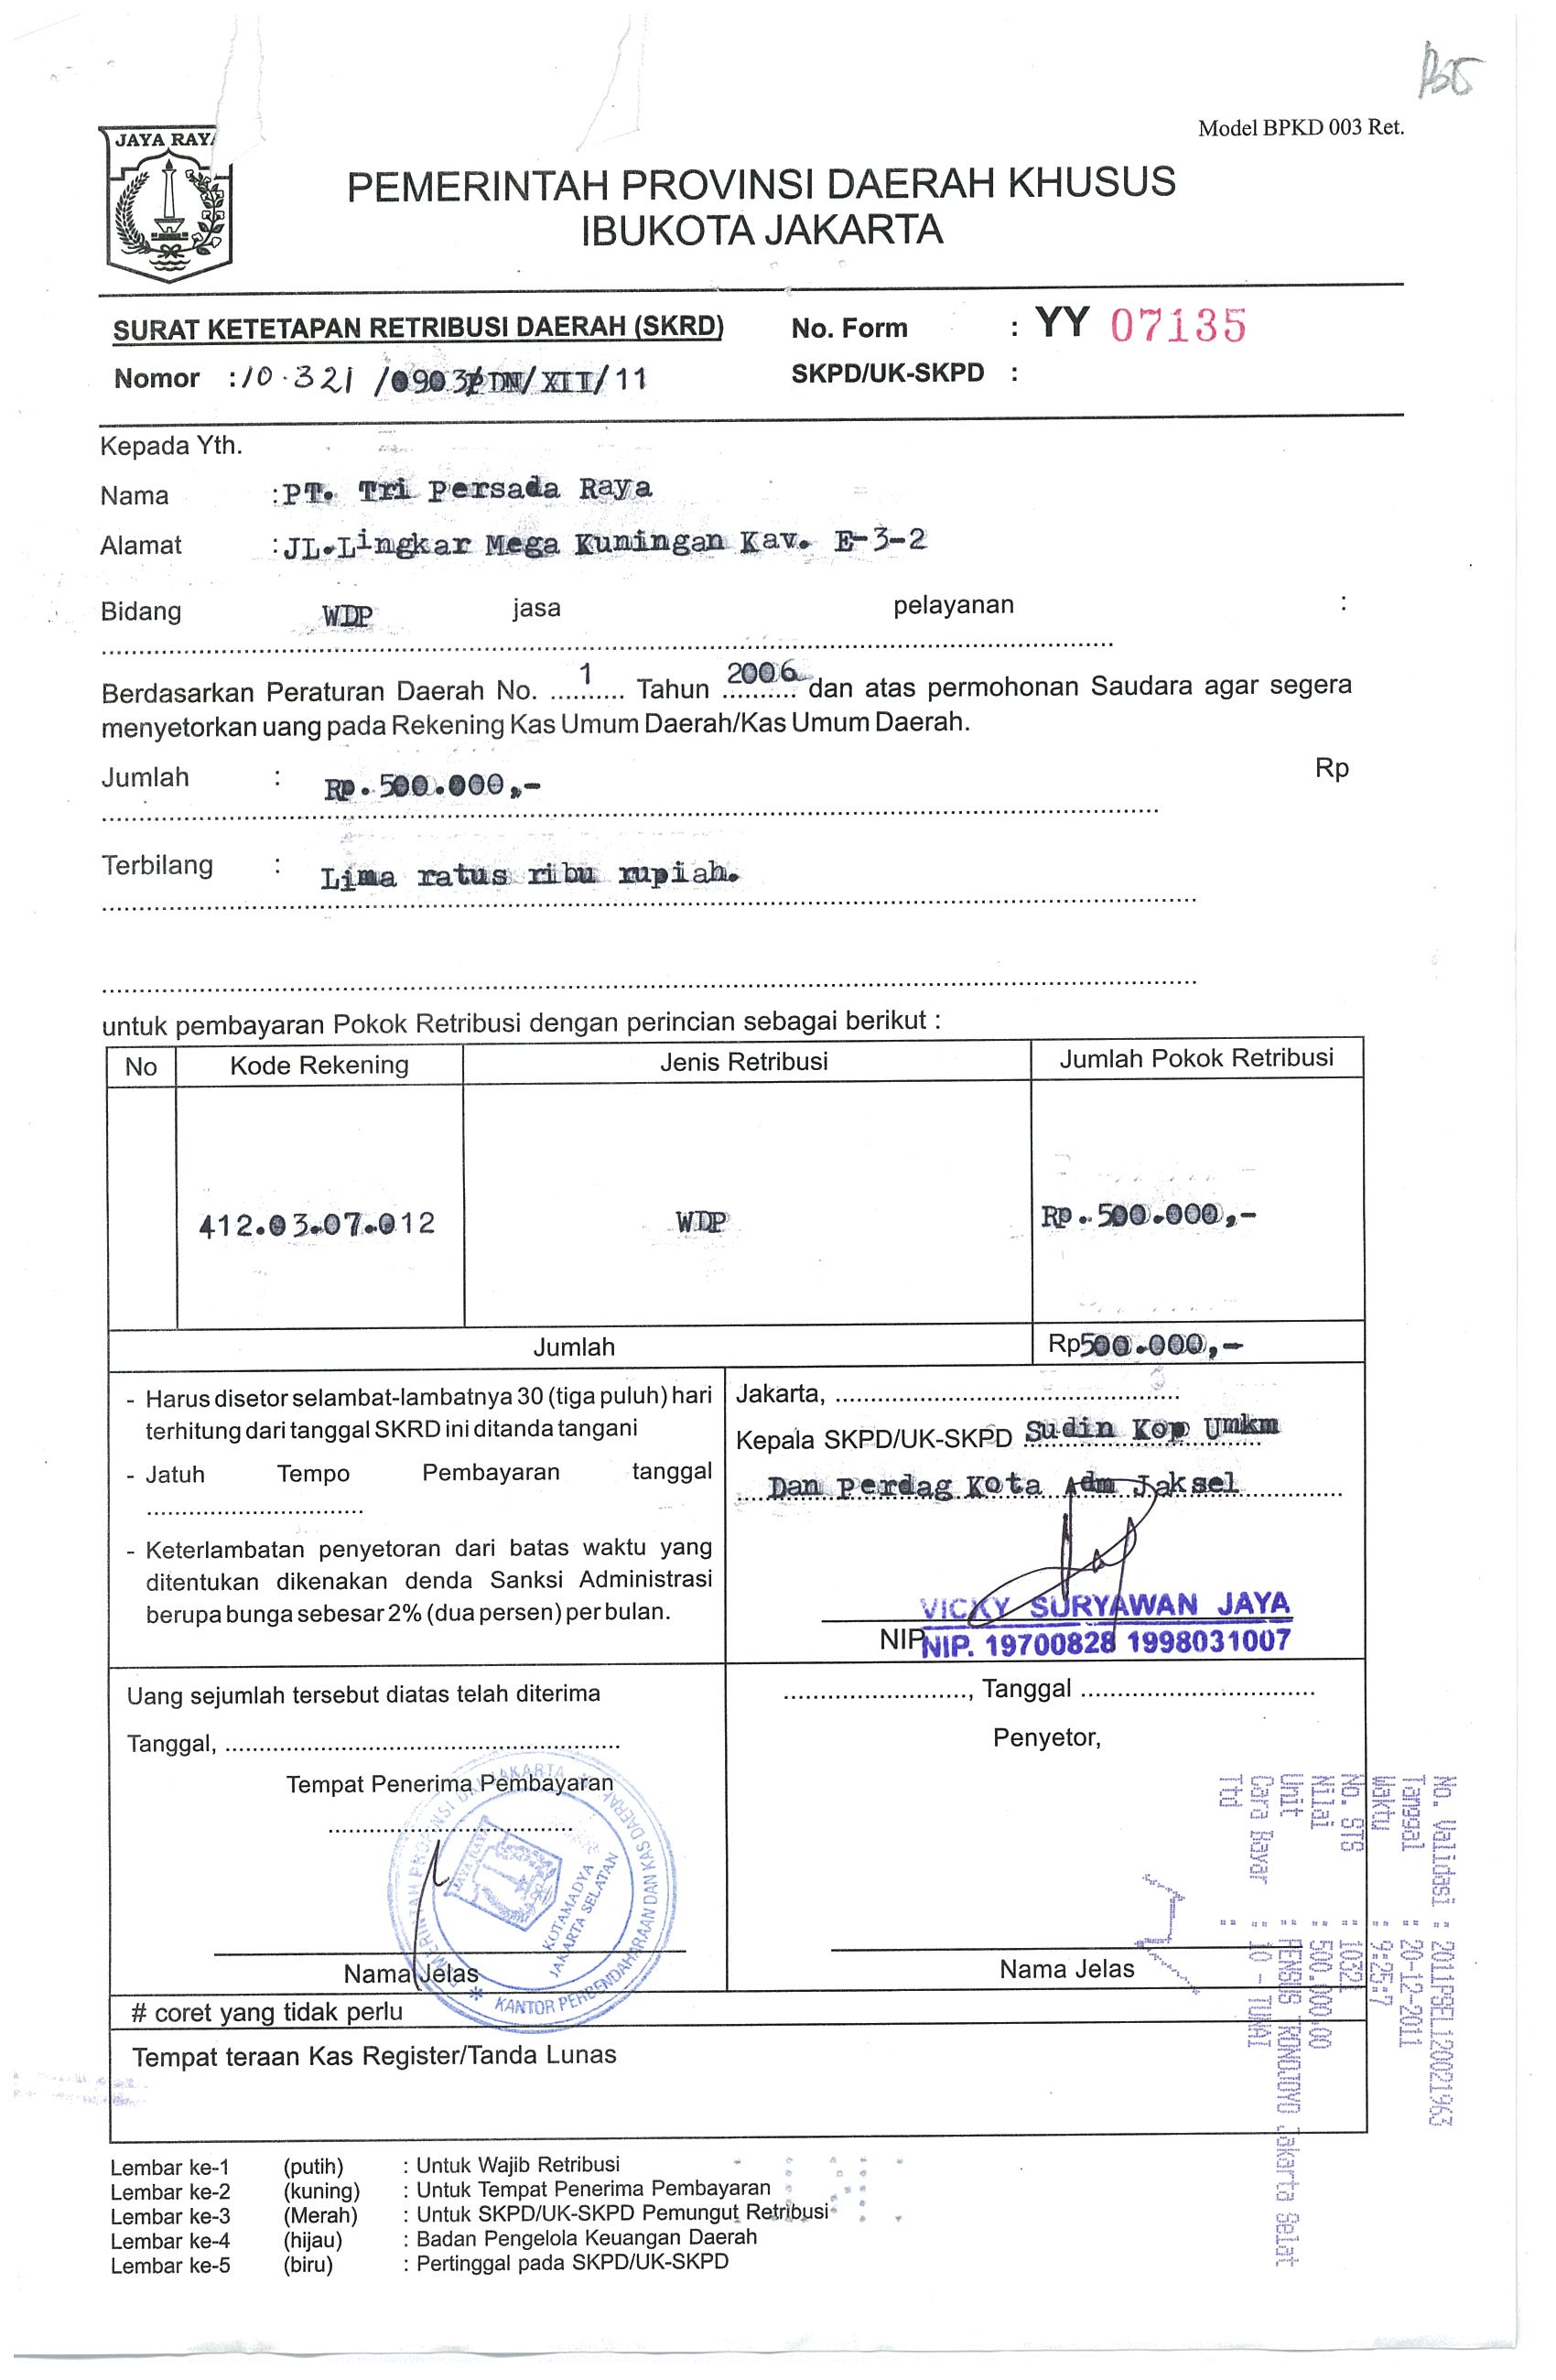 Model BPKD 003 Ret.
JAYA RAYA
PEMERINTAH PROVINSI DAERAH KHUSUS
IBUKOTA JAKARTA
SURAT KETETAPAN RETRIBUSI DAERAH (SKRD)
No. Form : YY 07135
Nomor : 10.321 /0903/PDN/XII/11
SKPD/UK-SKPD :
Kepada Yth.
Nama : PT. Tri Persada Raya
Alamat : JL.Lingkar Mega Kuningan Kav. E-3-2
Bidang WDP jasa pelayanan :
Berdasarkan Peraturan Daerah No. 1 Tahun 2006 dan atas permohonan Saudara agar segera
menyetorkan uang pada Rekening Kas Umum Daerah/Kas Umum Daerah.
Jumlah : Rp. 500.000,- Rp
Terbilang : Lima ratus ribu rupiah.
untuk pembayaran Pokok Retribusi dengan perincian sebagai berikut :
No Kode Rekening Jenis Retribusi Jumlah Pokok Retribusi
412.03.07.012 WDP Rp. 500.000,-
Jumlah Rp500.000,-
- Harus disetor selambat-lambatnya 30 (tiga puluh) hari
terhitung dari tanggal SKRD ini ditanda tangani
- Jatuh Tempo Pembayaran tanggal
- Keterlambatan penyetoran dari batas waktu yang
ditentukan dikenakan denda Sanksi Administrasi
berupa bunga sebesar 2% (dua persen) per bulan.
Jakarta,
Kepala SKPD/UK-SKPD Sudin Kop Umkm
Dan Perdag Kota Adm Jaksel
VICKY SURYAWAN JAYA
NIP NIP. 19700828 1998031007
Uang sejumlah tersebut diatas telah diterima
Tanggal,
Tempat Penerima Pembayaran
Nama Jelas
JAYA RAYA
KOTAMADYA
JAKARTA SELATAN
KANTOR PERBENDAHARAAN DAN KAS DAERAH
, Tanggal
Penyetor,
Nama Jelas
No. Validasi : 2011PSEL120021963
Tanggal : 20-12-2011
Waktu : 9:25:7
No. STS : 10321
Nilai : 500,000.00
Unit : TRONOJOYO Jakarta Selat
Cara Bayar : 10 - TUNAI
Ttd :
# coret yang tidak perlu
Tempat teraan Kas Register/Tanda Lunas
Lembar ke-1 (putih) : Untuk Wajib Retribusi
Lembar ke-2 (kuning) : Untuk Tempat Penerima Pembayaran
Lembar ke-3 (Merah) : Untuk SKPD/UK-SKPD Pemungut Retribusi
Lembar ke-4 (hijau) : Badan Pengelola Keuangan Daerah
Lembar ke-5 (biru) : Pertinggal pada SKPD/UK-SKPD